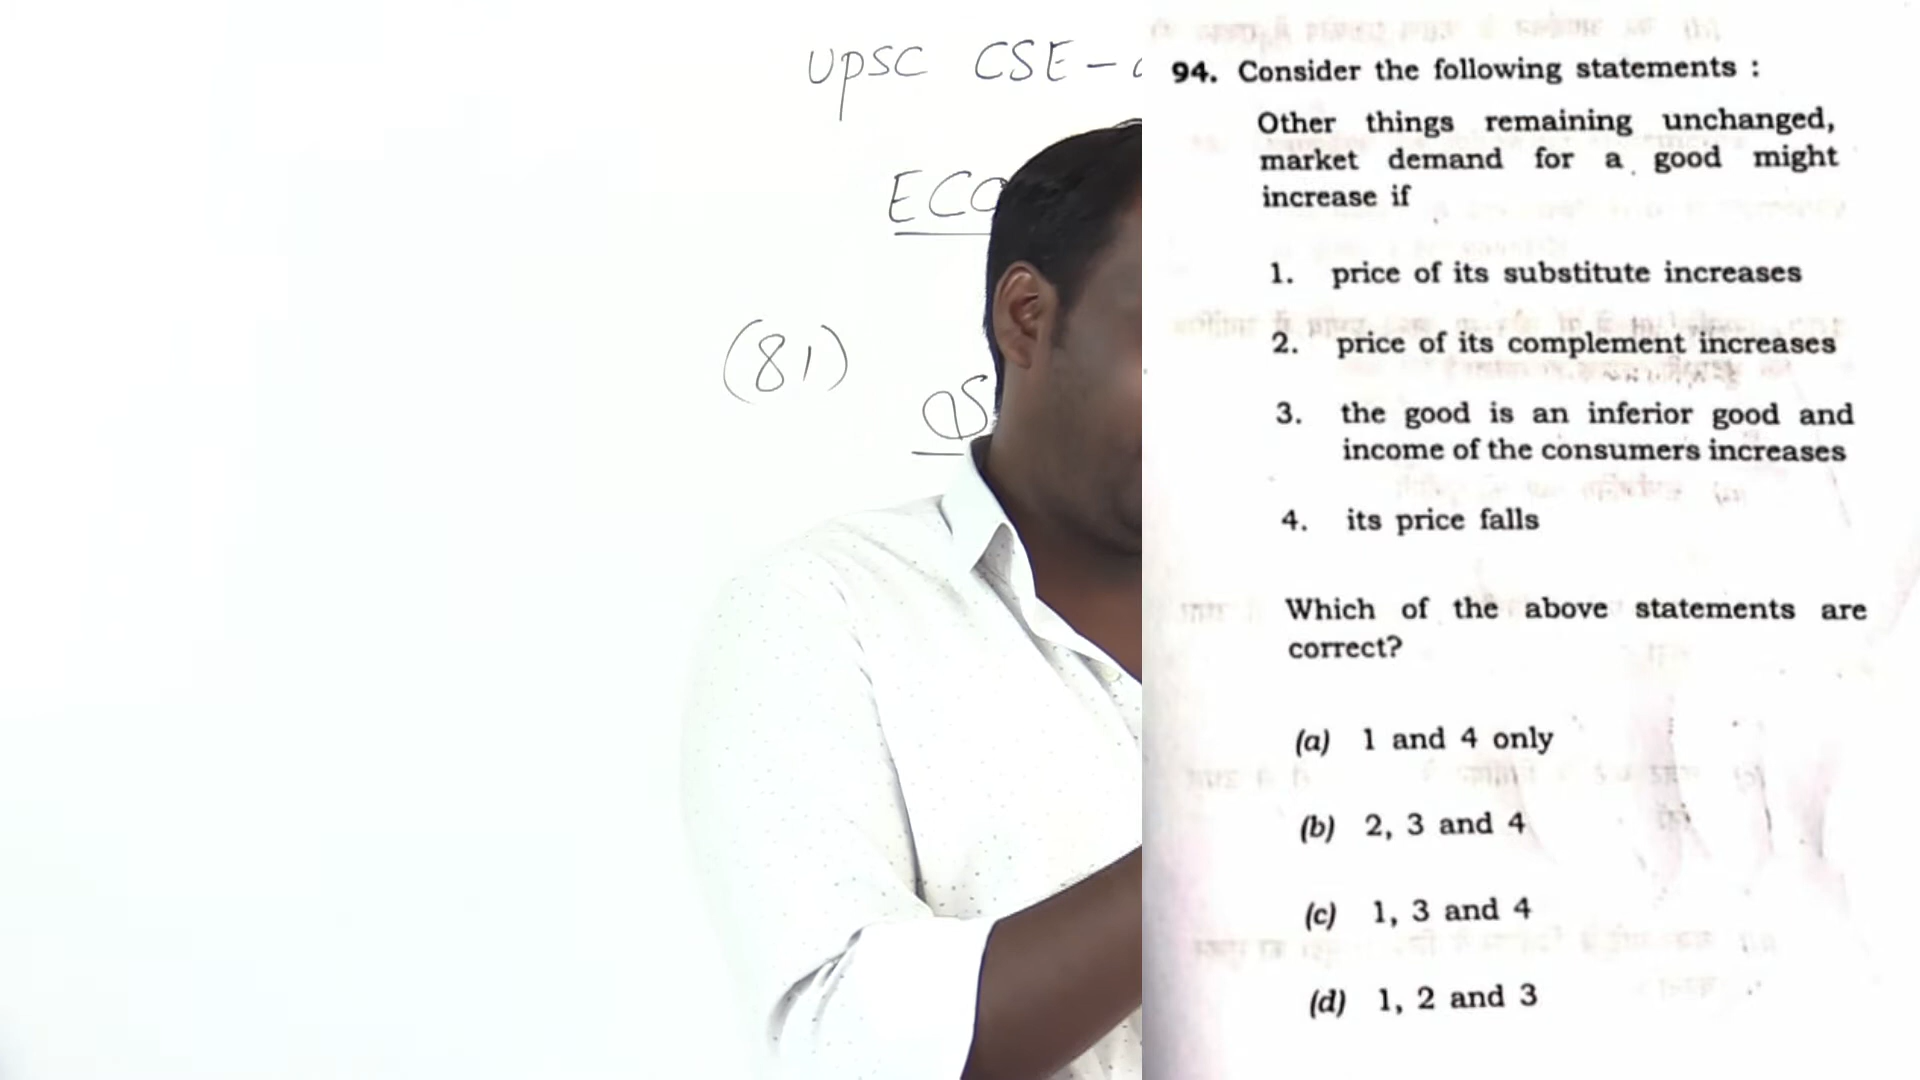 UPSC CSE -
ECO
(81)
QS
94. Consider the following statements :
Other things remaining unchanged,
market demand for a good might
increase if
1. price of its substitute increases
2. price of its complement increases
3. the good is an inferior good and
income of the consumers increases
4. its price falls
Which of the above statements are
correct?
(a) 1 and 4 only
(b) 2, 3 and 4
(c) 1, 3 and 4
(d) 1, 2 and 3